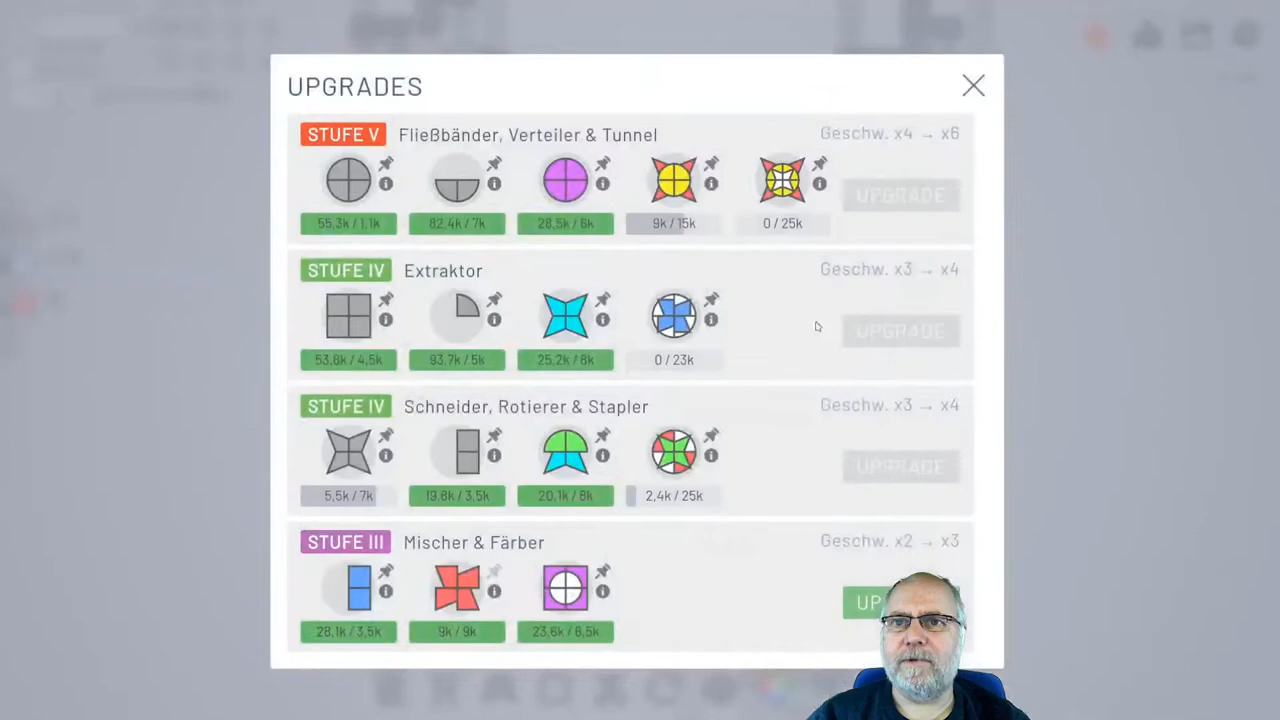 UPGRADES
STUFE V Fließbänder, Verteiler & Tunnel Geschw. x4 → x6
UPGRADE
55,3k / 1,1k 82,4k / 7k 28,5k / 6k 9k / 15k 0 / 25k
STUFE IV Extraktor Geschw. x3 → x4
UPGRADE
53,8k / 4,5k 93,7k / 5k 25,2k / 8k 0 / 23k
STUFE IV Schneider, Rotierer & Stapler Geschw. x3 → x4
UPGRADE
5,5k / 7k 19,8k / 3,5k 20,1k / 8k 2,4k / 25k
STUFE III Mischer & Färber Geschw. x2 → x3
UP
28,1k / 3,5k 9k / 9k 23,6k / 6,5k